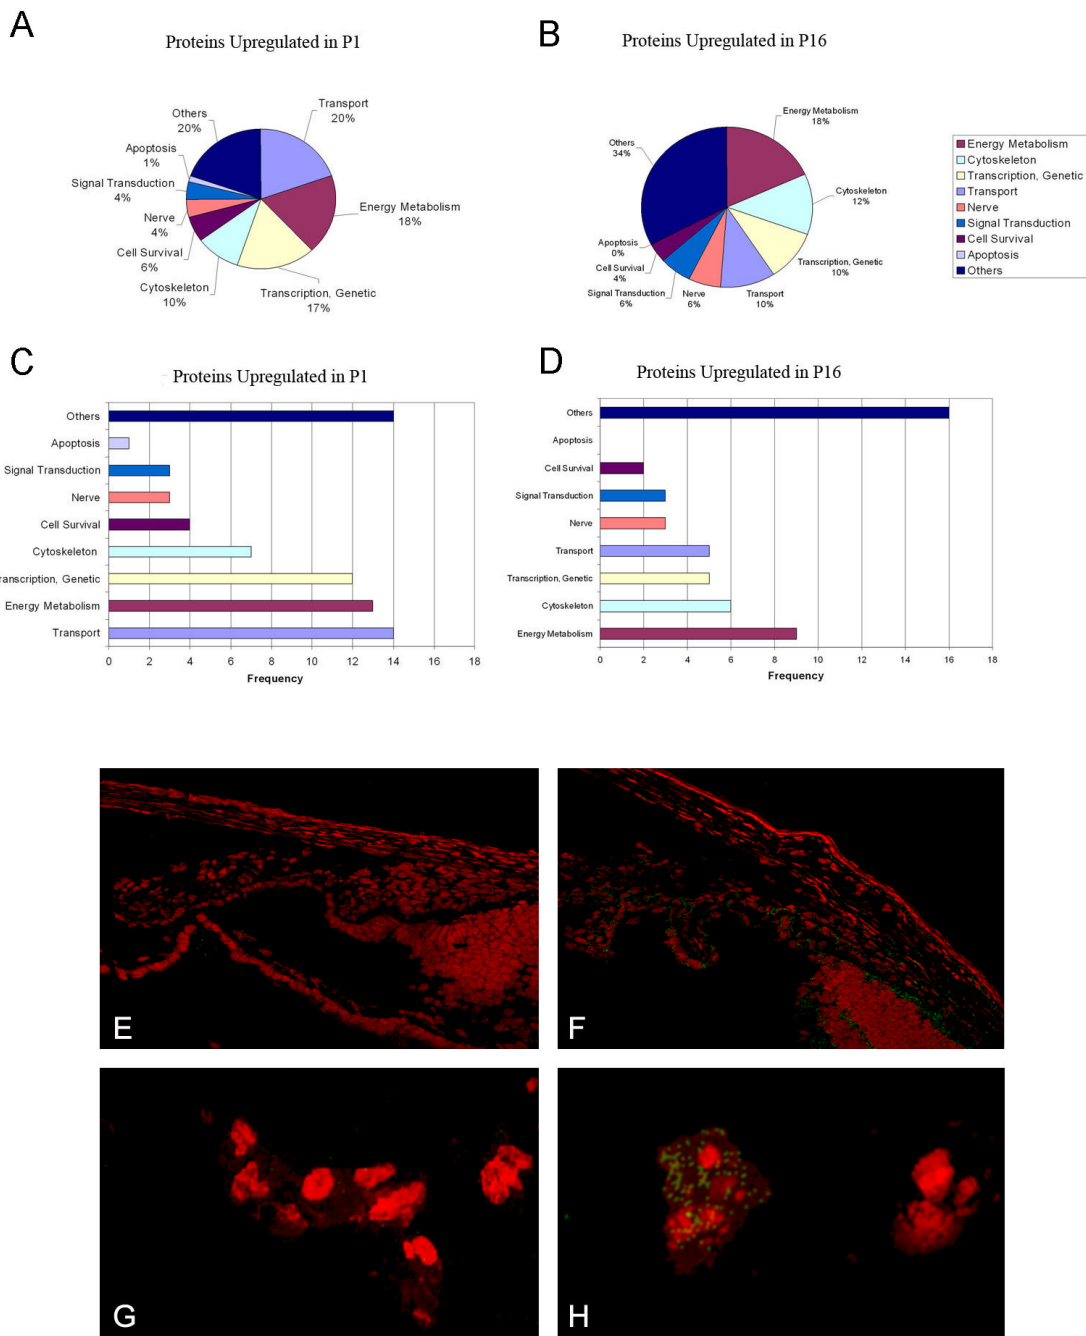 A
Proteins Upregulated in P1
Transport
20%
Energy Metabolism
18%
Transcription, Genetic
17%
Cytoskeleton
10%
Cell Survival
6%
Nerve
4%
Signal Transduction
4%
Apoptosis
1%
Others
20%
B
Proteins Upregulated in P16
Energy Metabolism
18%
Cytoskeleton
12%
Transcription, Genetic
10%
Transport
10%
Nerve
6%
Signal Transduction
6%
Cell Survival
4%
Apoptosis
0%
Others
34%
Energy Metabolism
Cytoskeleton
Transcription, Genetic
Transport
Nerve
Signal Transduction
Cell Survival
Apoptosis
Others
C
Proteins Upregulated in P1
Others
Apoptosis
Signal Transduction
Nerve
Cell Survival
Cytoskeleton
ranscription, Genetic
Energy Metabolism
Transport
0 2 4 6 8 10 12 14 16 18
Frequency
D
Proteins Upregulated in P16
Others
Apoptosis
Cell Survival
Signal Transduction
Nerve
Transport
Transcription, Genetic
Cytoskeleton
Energy Metabolism
0 2 4 6 8 10 12 14 16 18
Frequency
E
F
G
H